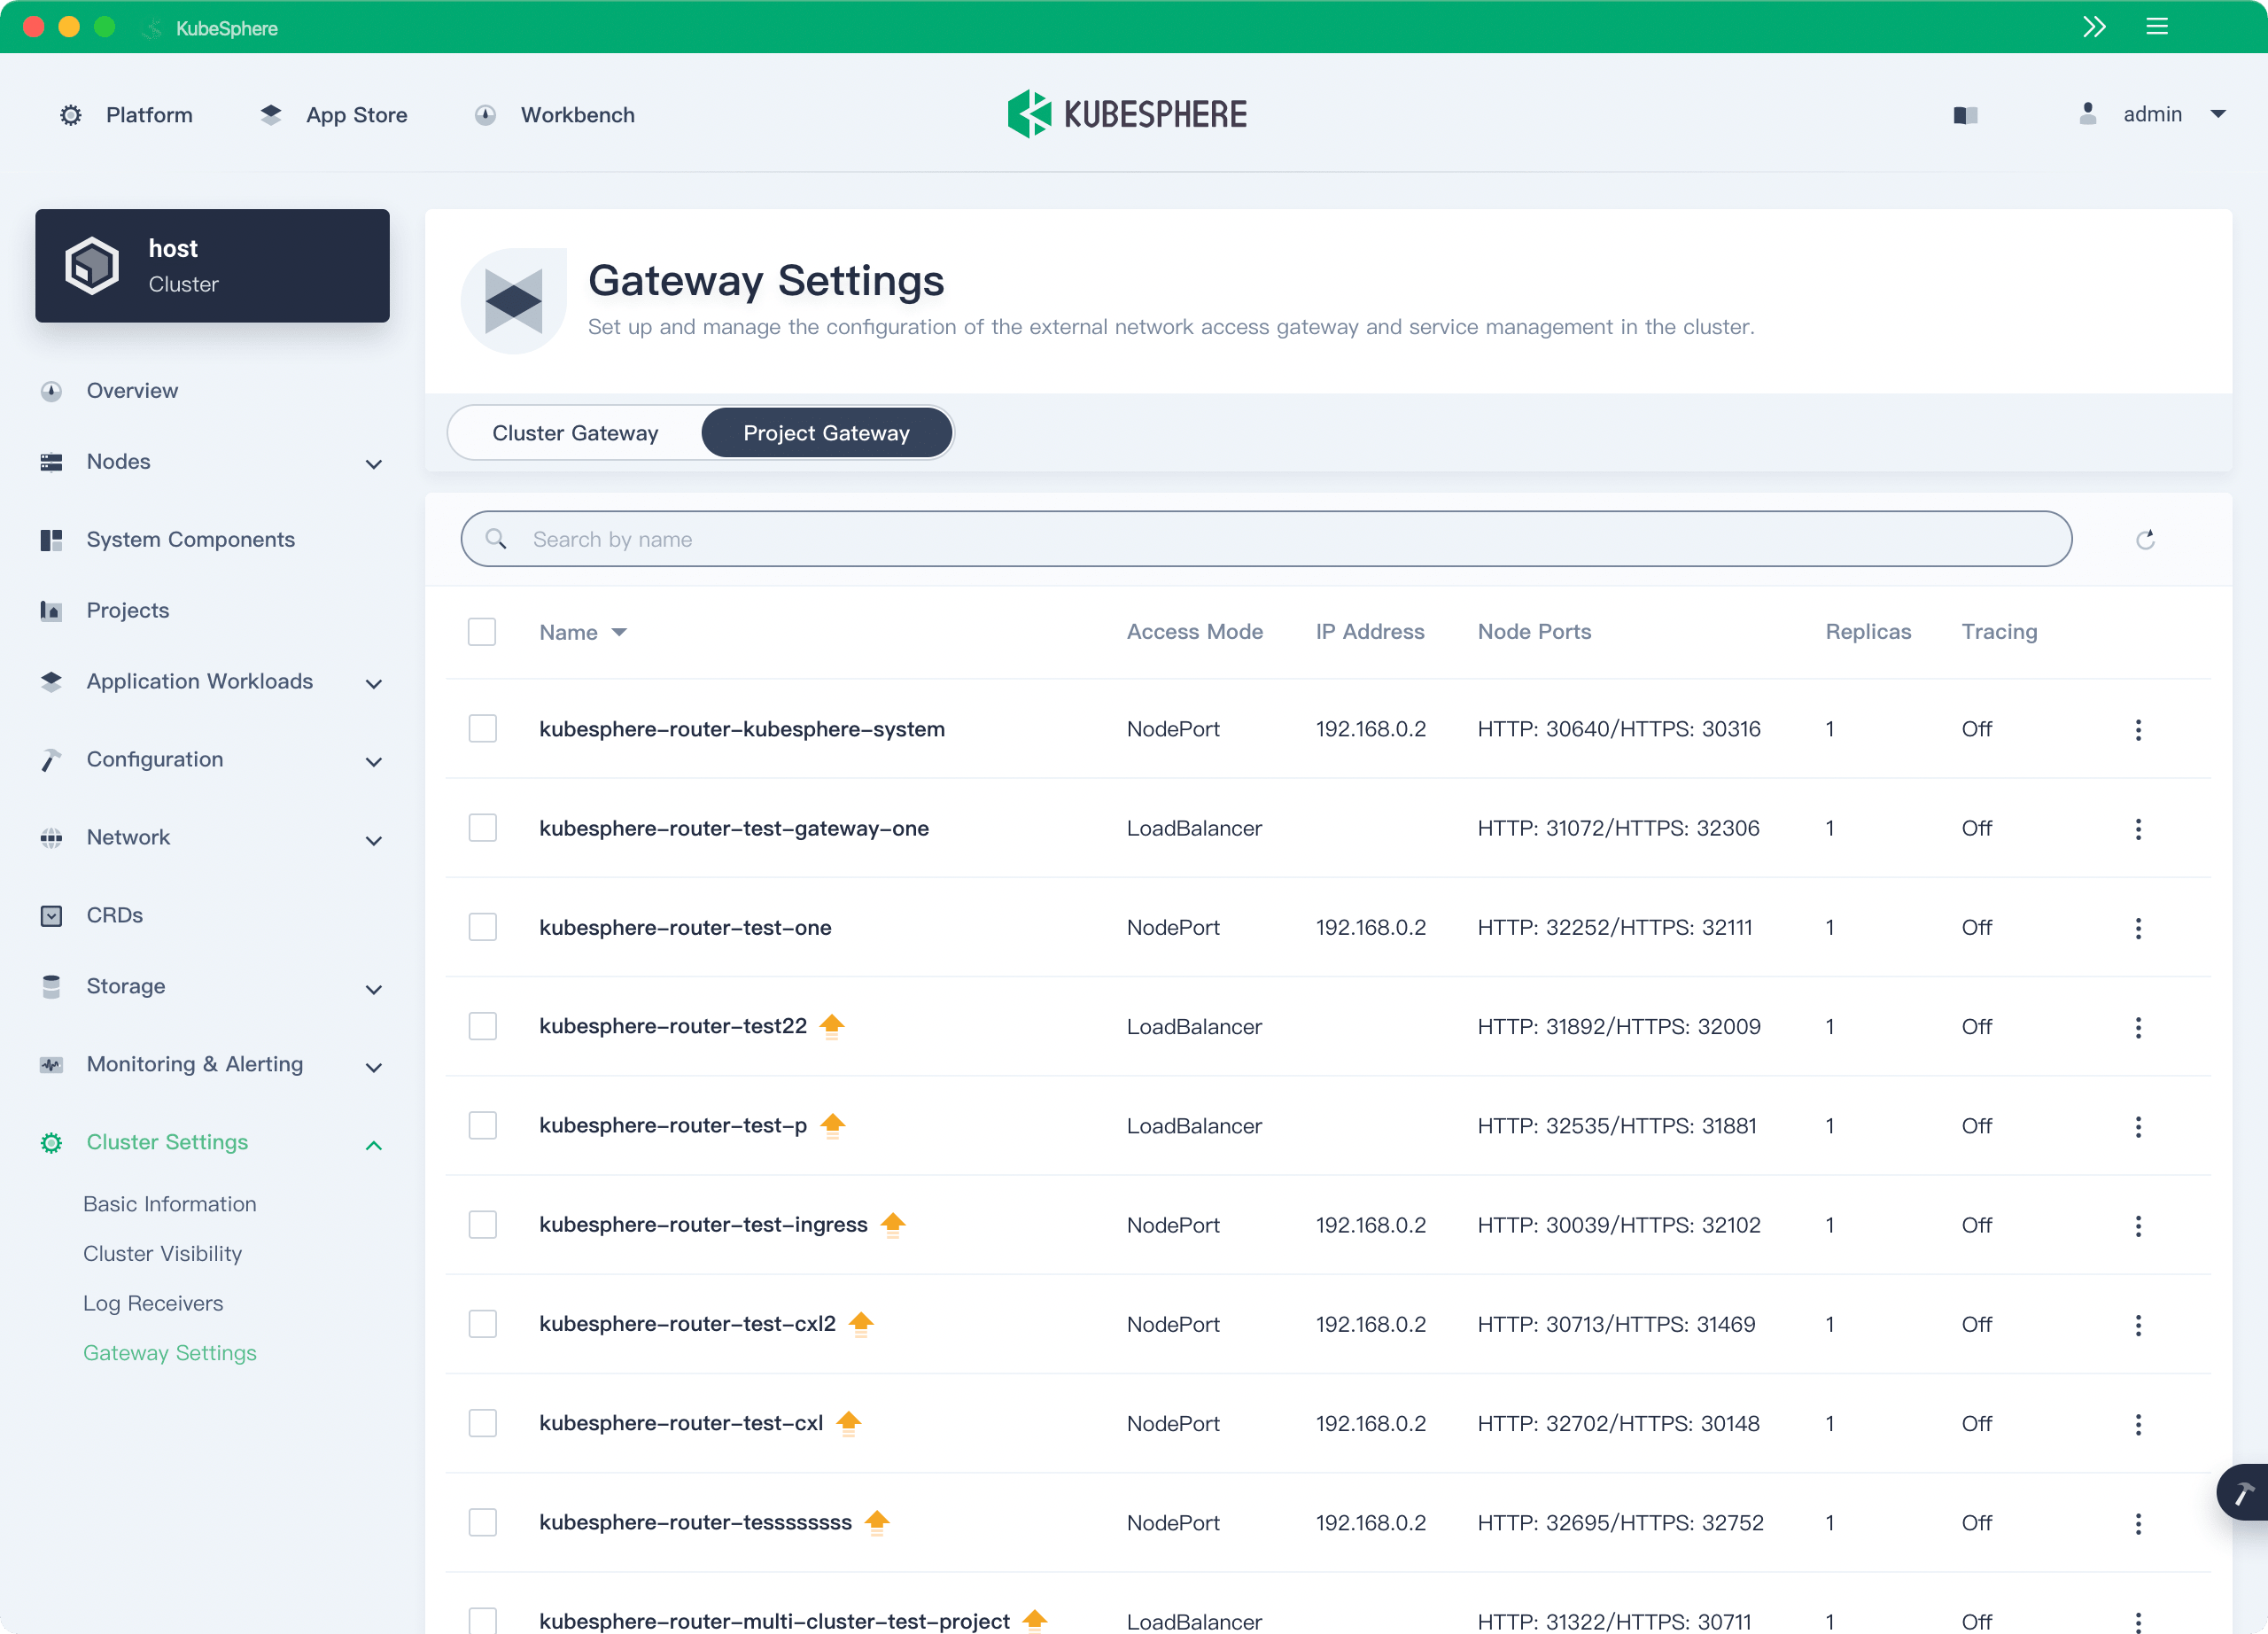 KubeSphere
Platform
App Store
Workbench
KUBESPHERE
admin
host
Cluster
Overview
Nodes
System Components
Projects
Application Workloads
Configuration
Network
CRDs
Storage
Monitoring & Alerting
Cluster Settings
Basic Information
Cluster Visibility
Log Receivers
Gateway Settings
Gateway Settings
Set up and manage the configuration of the external network access gateway and service management in the cluster.
Cluster Gateway
Project Gateway
Search by name
Name Access Mode IP Address Node Ports Replicas Tracing
kubesphere-router-kubesphere-system NodePort 192.168.0.2 HTTP: 30640/HTTPS: 30316 1 Off
kubesphere-router-test-gateway-one LoadBalancer HTTP: 31072/HTTPS: 32306 1 Off
kubesphere-router-test-one NodePort 192.168.0.2 HTTP: 32252/HTTPS: 32111 1 Off
kubesphere-router-test22 LoadBalancer HTTP: 31892/HTTPS: 32009 1 Off
kubesphere-router-test-p LoadBalancer HTTP: 32535/HTTPS: 31881 1 Off
kubesphere-router-test-ingress NodePort 192.168.0.2 HTTP: 30039/HTTPS: 32102 1 Off
kubesphere-router-test-cxl2 NodePort 192.168.0.2 HTTP: 30713/HTTPS: 31469 1 Off
kubesphere-router-test-cxl NodePort 192.168.0.2 HTTP: 32702/HTTPS: 30148 1 Off
kubesphere-router-tessssssss NodePort 192.168.0.2 HTTP: 32695/HTTPS: 32752 1 Off
kubesphere-router-multi-cluster-test-project LoadBalancer HTTP: 31322/HTTPS: 30711 1 Off